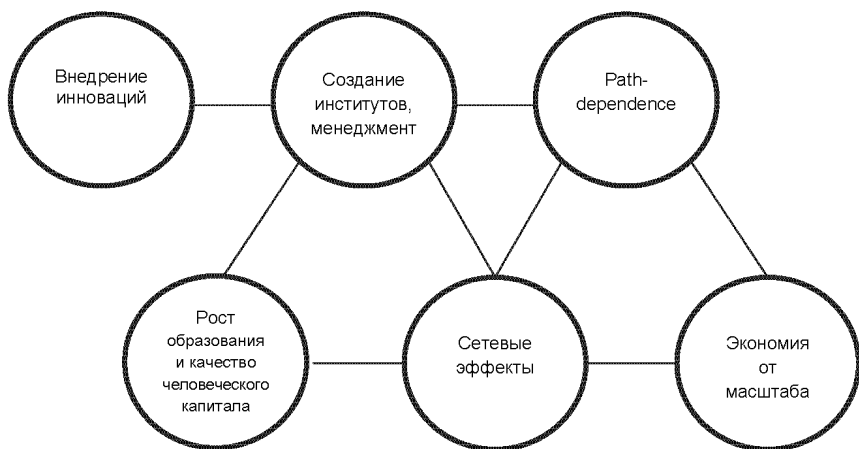 Внедрение
инноваций
Создание
институтов,
менеджмент
Path-
dependence
Рост
образования
и качество
человеческого
капитала
Сетевые
эффекты
Экономия
от
масштаба